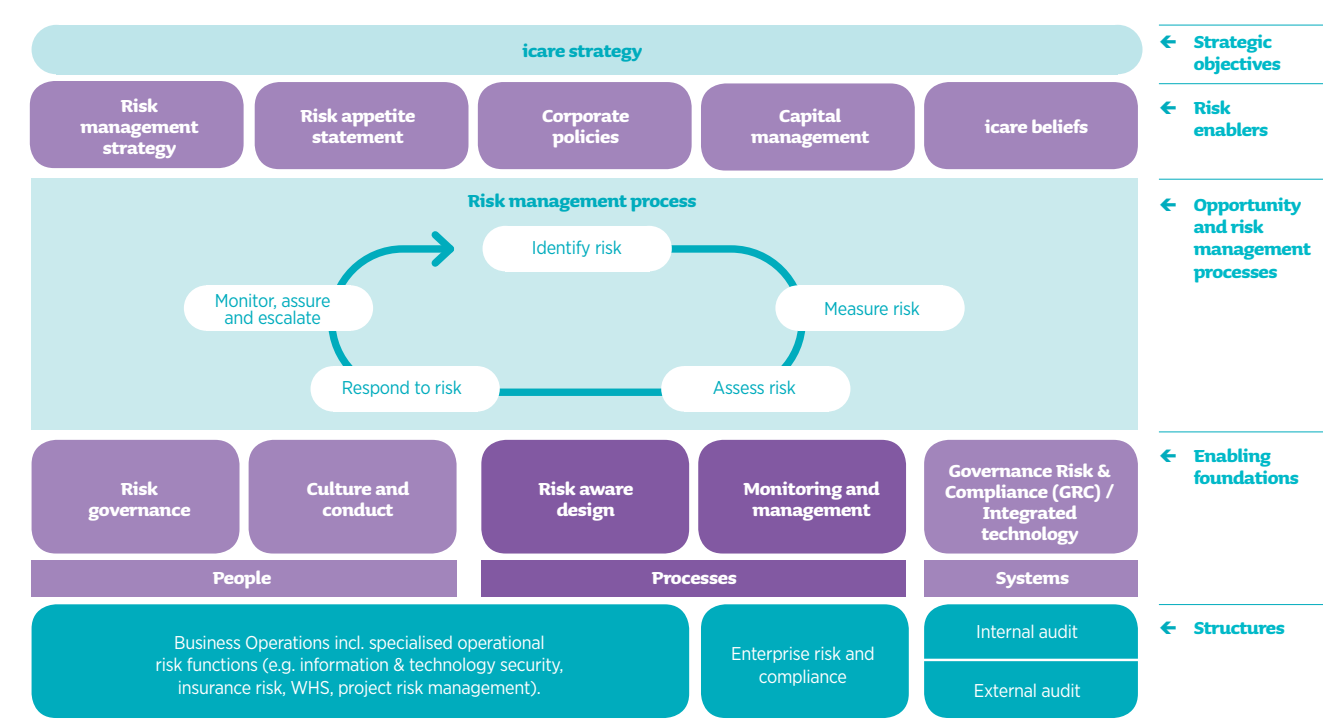 icare strategy
Strategic
objectives
Risk
management
strategy
Risk appetite
statement
Corporate
policies
Capital
management
icare beliefs
Risk
enablers
Risk management process
Identify risk
Measure risk
Assess risk
Respond to risk
Monitor, assure
and escalate
Opportunity
and risk
management
processes
Risk
governance
Culture and
conduct
Risk aware
design
Monitoring and
management
Governance Risk &
Compliance (GRC) /
Integrated
technology
Enabling
foundations
People
Processes
Systems
Business Operations incl. specialised operational
risk functions (e.g. information & technology security,
insurance risk, WHS, project risk management).
Enterprise risk and
compliance
Internal audit
External audit
Structures